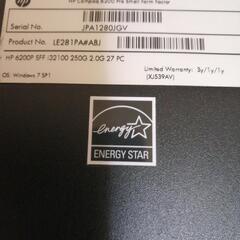 hp
HP Compaq 6200 Pro Small Form Factor
Serial No.
JPA1280JGV
Product No.
LE281PA#ABJ
HP 6200P SFF i32100 250G 2.0G 27 PC
Limited Warranty: 3y/1y/1y
OS: Windows 7 SP1
(XJ539AV)
energy
ENERGY STAR